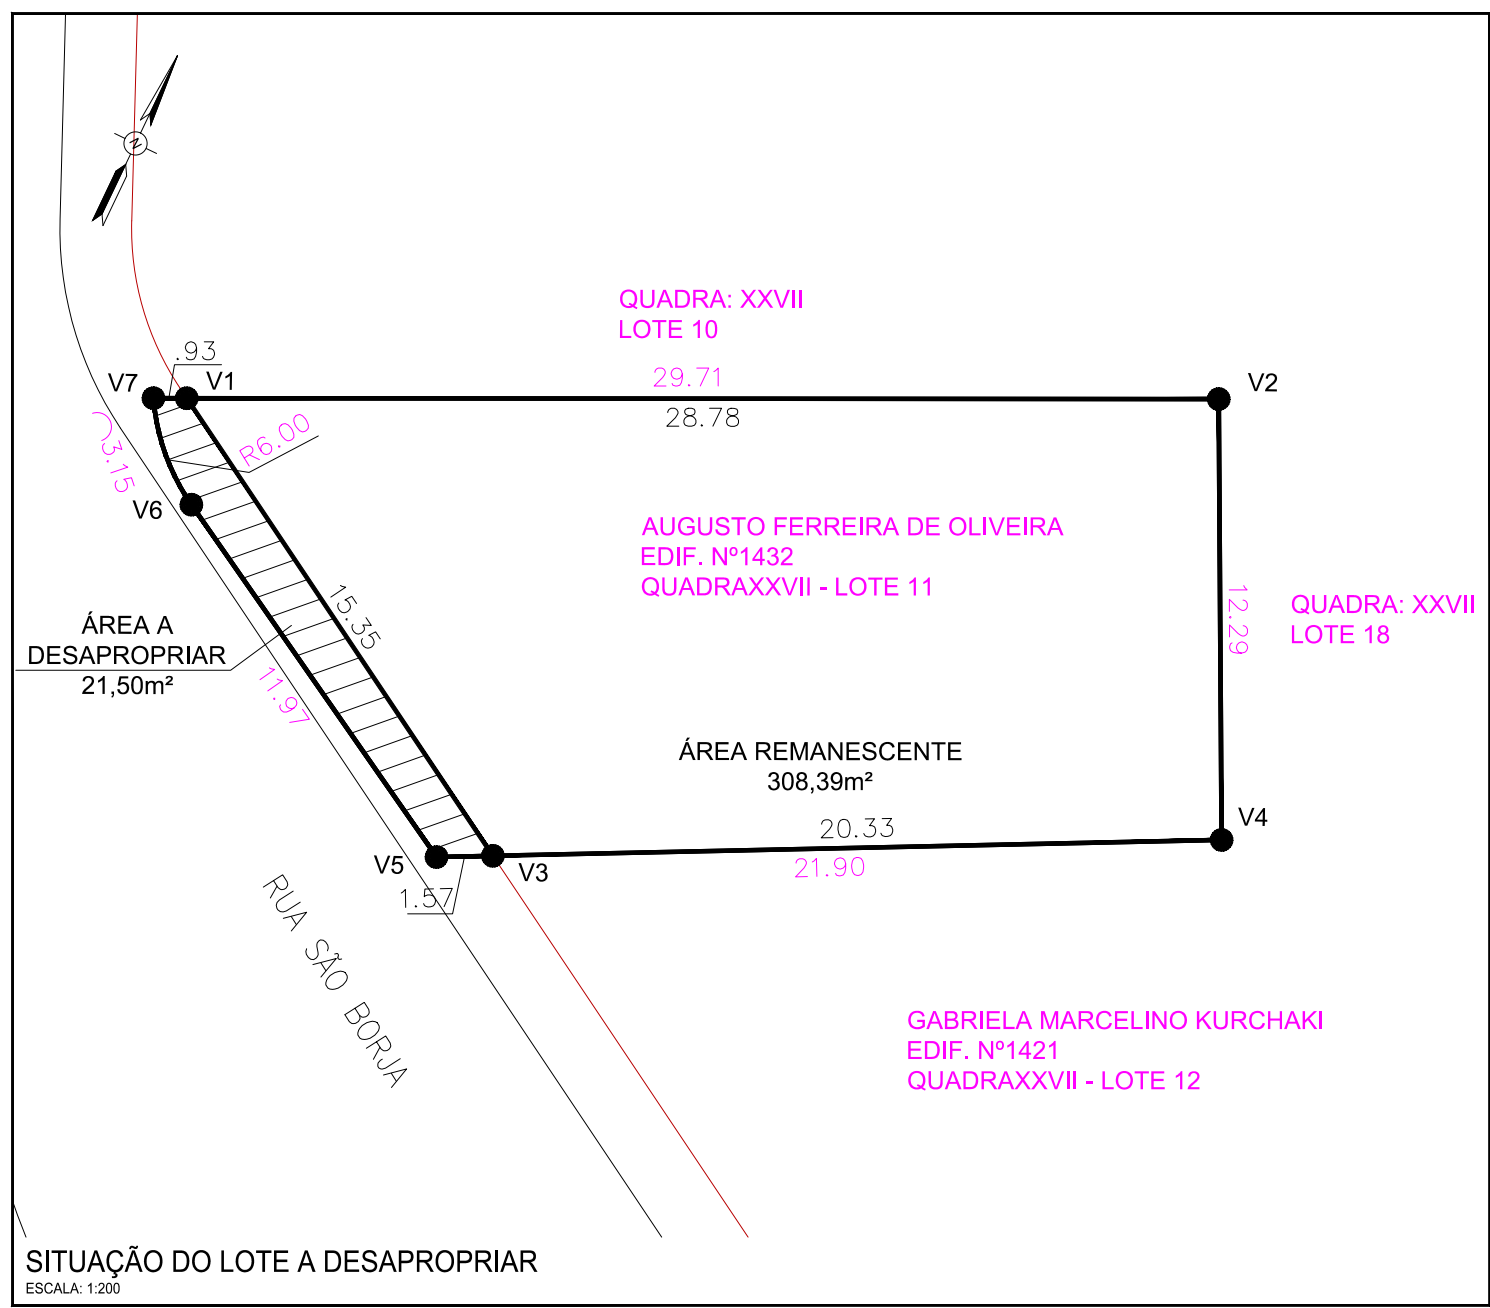 N
QUADRA: XXVII
LOTE 10
.93
V7
V1
29.71
28.78
V2
R6.00
3.15
V6
AUGUSTO FERREIRA DE OLIVEIRA
EDIF. Nº1432
QUADRAXXVII - LOTE 11
15.35
12.29
QUADRA: XXVII
LOTE 18
ÁREA A
DESAPROPRIAR
21,50m²
11.97
ÁREA REMANESCENTE
308,39m²
20.33
21.90
V4
V5
V3
1.57
RUA SÃO BORJA
GABRIELA MARCELINO KURCHAKI
EDIF. Nº1421
QUADRAXXVII - LOTE 12
SITUAÇÃO DO LOTE A DESAPROPRIAR
ESCALA: 1:200